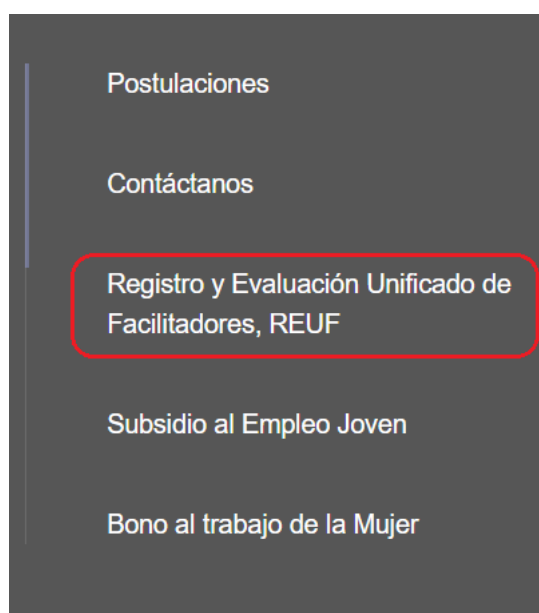 Postulaciones
Contáctanos
Registro y Evaluación Unificado de
Facilitadores, REUF
Subsidio al Empleo Joven
Bono al trabajo de la Mujer